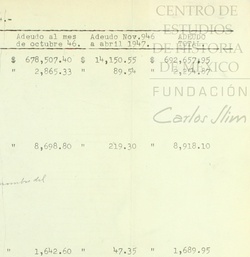 CENTRO DE
ESTUDIOS
DE HISTORIA
DE MÉXICO
FUNDACIÓN
Carlos Slim
Adeudo al mes Adeudo Nov.946 ADEUDO
de octubre 46. a abril 1947. TOTAL.
$ 678,507.40 $ 14,150.55 $ 692,657.95
" 2,865.33 " 89.54 "
" 8,698.80 " 219.30 " 8,918.10
" 1,642.60 " 47.35 " 1,689.95